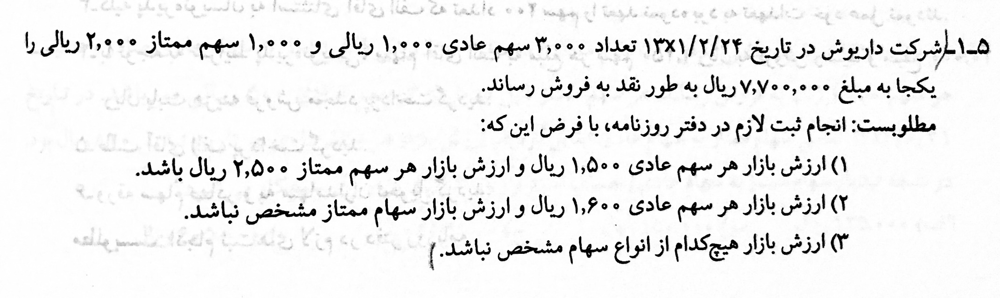 ۵ـ۱ـ شرکت داریوش در تاریخ ۱۳X۱/۲/۲۴ تعداد ۳,۰۰۰ سهم عادی ۱,۰۰۰ ریالی و ۱,۰۰۰ سهم ممتاز ۲,۰۰۰ ریالی را
یکجا به مبلغ ۷,۷۰۰,۰۰۰ ریال به طور نقد به فروش رساند.
مطلوبست: انجام ثبت لازم در دفتر روزنامه، با فرض این که:
۱) ارزش بازار هر سهم عادی ۱,۵۰۰ ریال و ارزش بازار هر سهم ممتاز ۲,۵۰۰ ریال باشد.
۲) ارزش بازار هر سهم عادی ۱,۶۰۰ ریال و ارزش بازار سهام ممتاز مشخص نباشد.
۳) ارزش بازار هیچ‌کدام از انواع سهام مشخص نباشد.